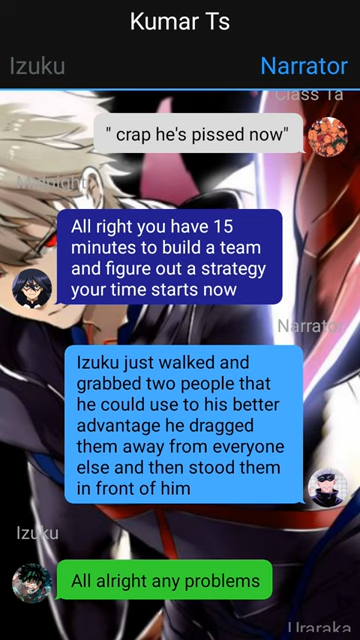 Kumar Ts
Izuku
Narrator
Class 1a
" crap he's pissed now"
Midnight
All right you have 15
minutes to build a team
and figure out a strategy
your time starts now
Narrator
Izuku just walked and
grabbed two people that
he could use to his better
advantage he dragged
them away from everyone
else and then stood them
in front of him
Izuku
All alright any problems
Uraraka